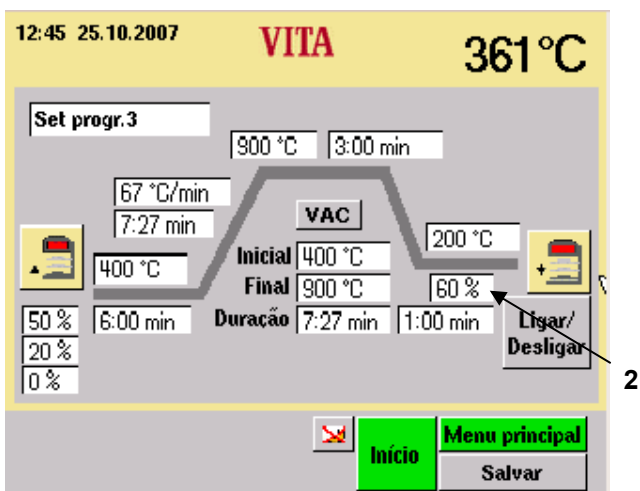 12:45 25.10.2007
VITA
361°C
Set progr.3
900 °C
3:00 min
67 °C/min
7:27 min
VAC
200 °C
400 °C
Inicial 400 °C
Final 900 °C
60 %
50 %
6:00 min
Duração 7:27 min
1:00 min
Ligar/
Desligar
20 %
0 %
2
Início
Menu principal
Salvar